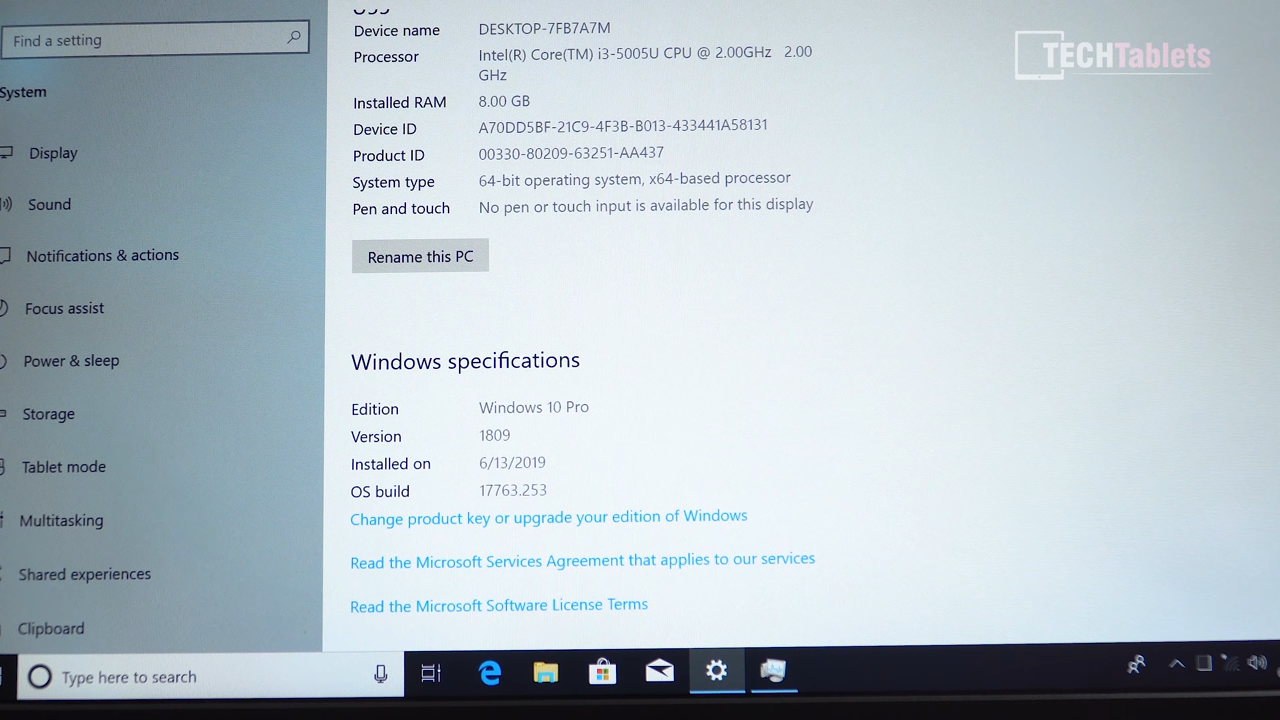 TECHTablets
Find a setting
System
Display
Sound
Notifications & actions
Focus assist
Power & sleep
Storage
Tablet mode
Multitasking
Shared experiences
Clipboard
Device name DESKTOP-7FB7A7M
Processor Intel(R) Core(TM) i3-5005U CPU @ 2.00GHz 2.00
GHz
Installed RAM 8.00 GB
Device ID A70DD5BF-21C9-4F3B-B013-433441A58131
Product ID 00330-80209-63251-AA437
System type 64-bit operating system, x64-based processor
Pen and touch No pen or touch input is available for this display
Rename this PC
Windows specifications
Edition Windows 10 Pro
Version 1809
Installed on 6/13/2019
OS build 17763.253
Change product key or upgrade your edition of Windows
Read the Microsoft Services Agreement that applies to our services
Read the Microsoft Software License Terms
Type here to search